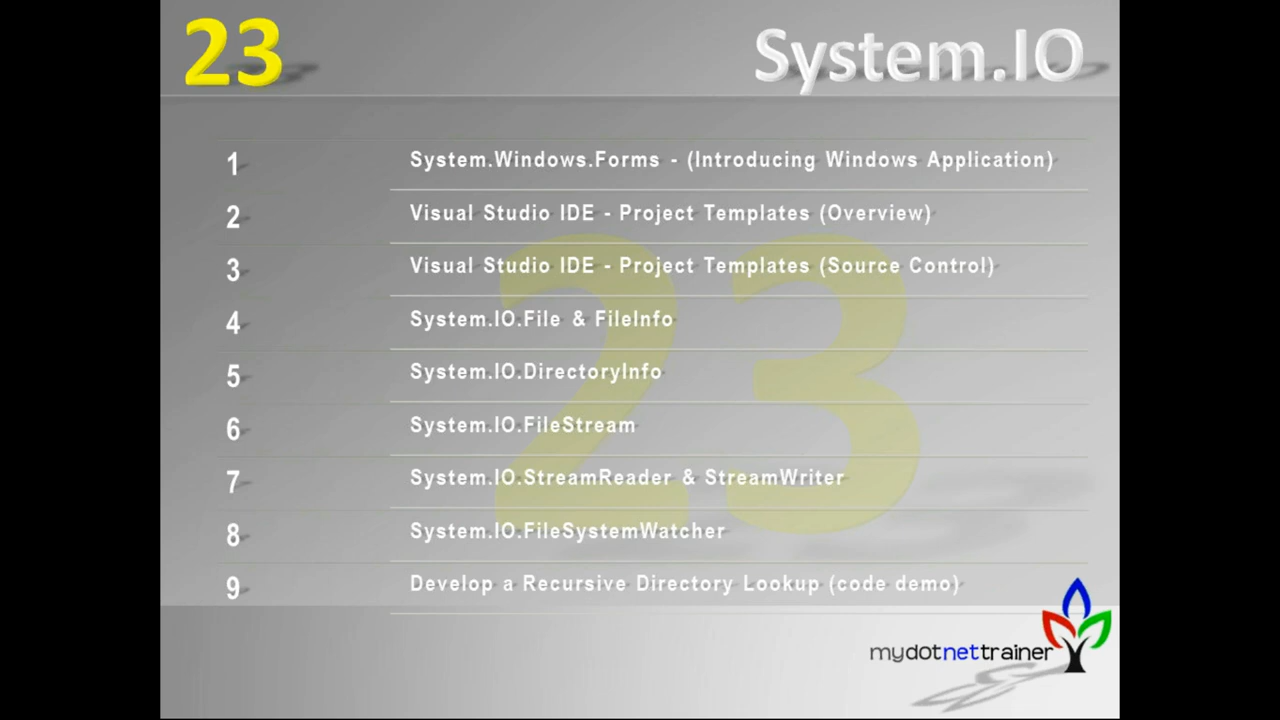 23 System.IO
1 System.Windows.Forms - (Introducing Windows Application)
2 Visual Studio IDE - Project Templates (Overview)
3 Visual Studio IDE - Project Templates (Source Control)
4 System.IO.File & FileInfo
5 System.IO.DirectoryInfo
6 System.IO.FileStream
7 System.IO.StreamReader & StreamWriter
8 System.IO.FileSystemWatcher
9 Develop a Recursive Directory Lookup (code demo)
23
mydotnettrainer